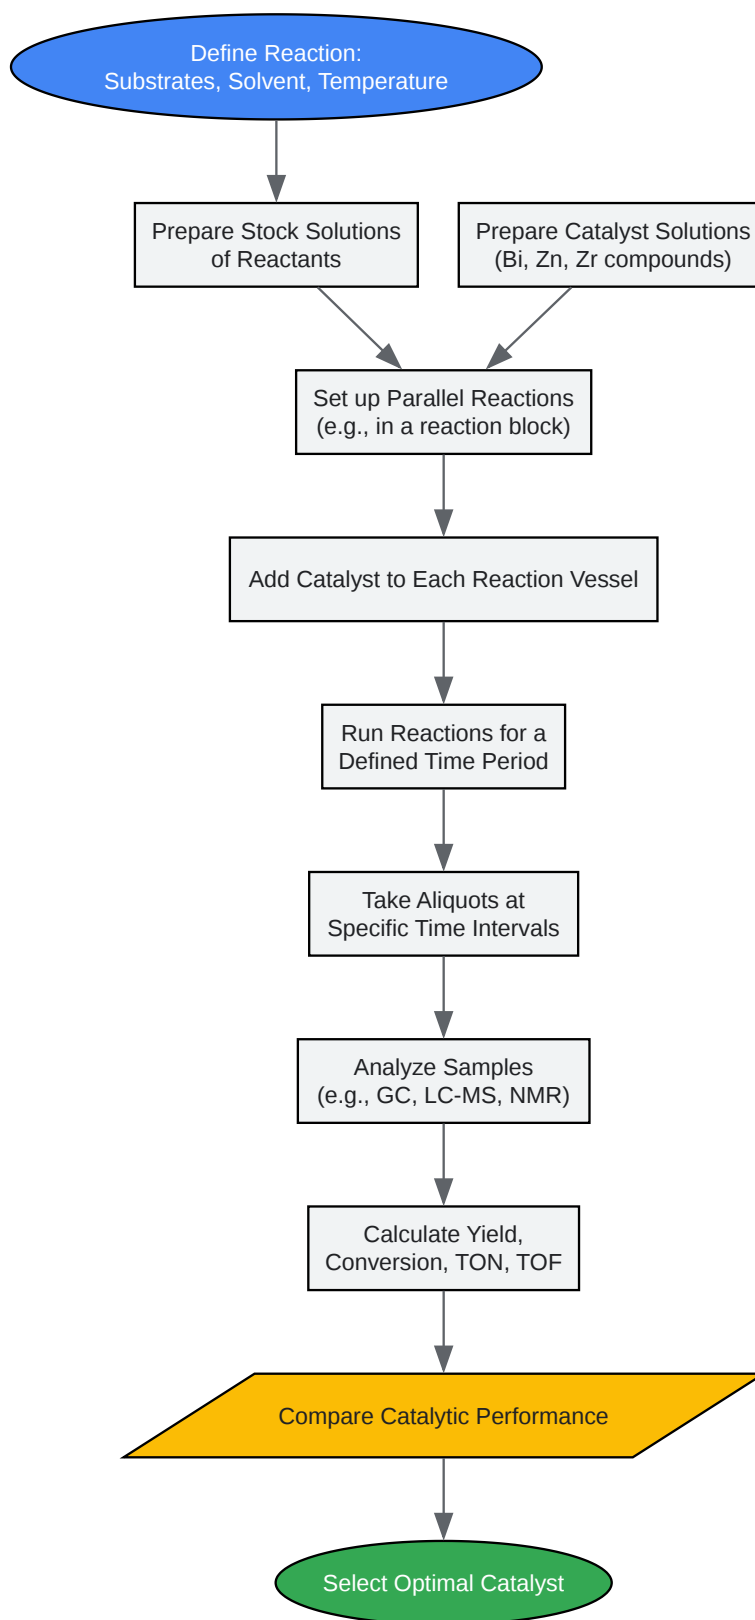 Define Reaction:
Substrates, Solvent, Temperature
Prepare Stock Solutions
of Reactants
Prepare Catalyst Solutions
(Bi, Zn, Zr compounds)
Set up Parallel Reactions
(e.g., in a reaction block)
Add Catalyst to Each Reaction Vessel
Run Reactions for a
Defined Time Period
Take Aliquots at
Specific Time Intervals
Analyze Samples
(e.g., GC, LC-MS, NMR)
Calculate Yield,
Conversion, TON, TOF
Compare Catalytic Performance
Select Optimal Catalyst